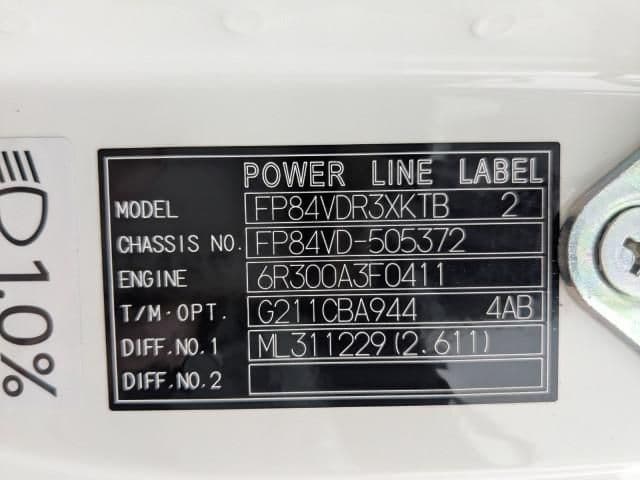 POWER LINE LABEL
MODEL FP84VDR3XKTB 2
CHASSIS NO. FP84VD-505372
ENGINE 6R300A3F0411
T/M·OPT. G211CBA944 4AB
DIFF.NO.1 ML311229(2.611)
DIFF.NO.2
1.0%